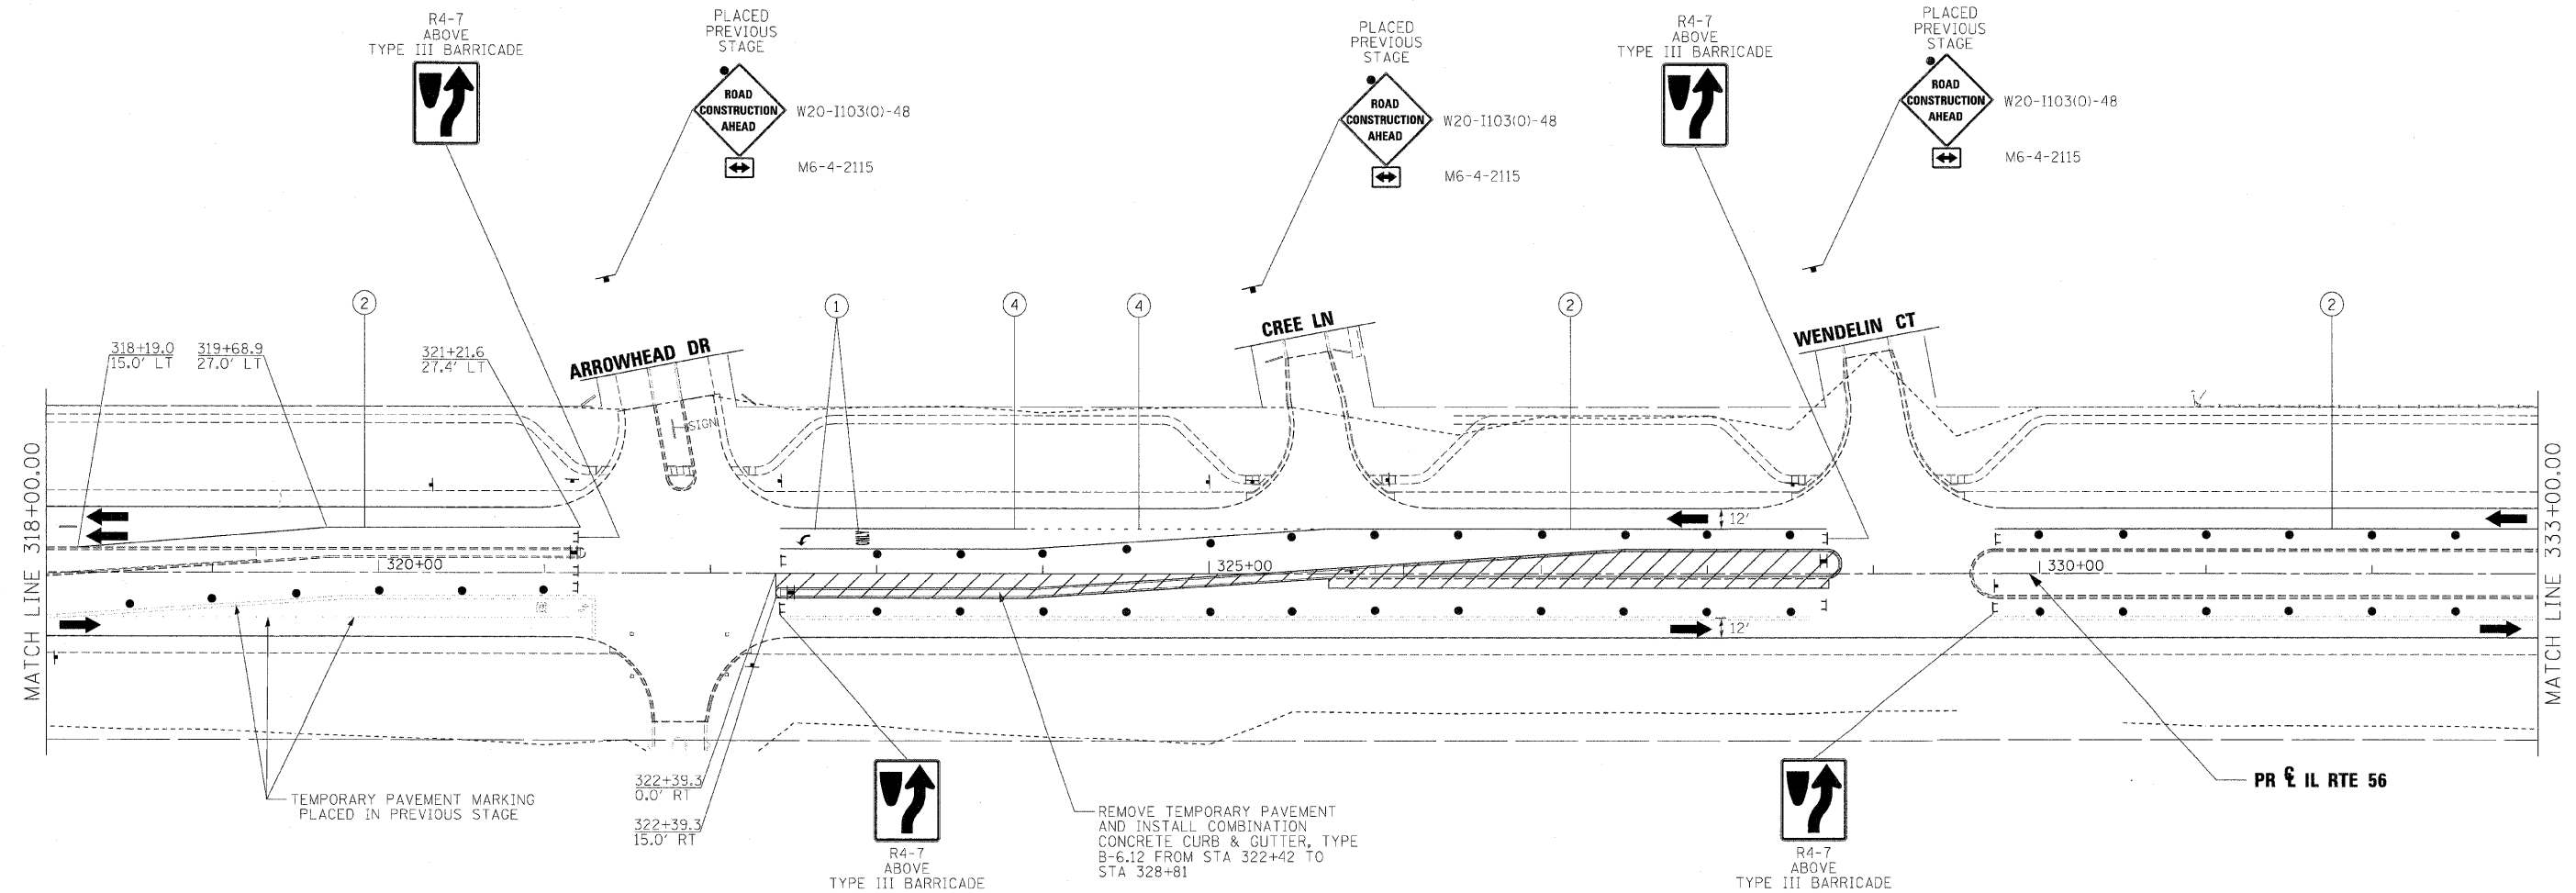 R4-7
ABOVE
TYPE III BARRICADE
PLACED
PREVIOUS
STAGE
ROAD
CONSTRUCTION
AHEAD
W20-I103(O)-48
M6-4-2115
PLACED
PREVIOUS
STAGE
ROAD
CONSTRUCTION
AHEAD
W20-I103(O)-48
M6-4-2115
R4-7
ABOVE
TYPE III BARRICADE
PLACED
PREVIOUS
STAGE
ROAD
CONSTRUCTION
AHEAD
W20-I103(O)-48
M6-4-2115
2
1
4
4
2
2
318+19.0
15.0' LT
319+68.9
27.0' LT
321+21.6
27.4' LT
ARROWHEAD DR
CREE LN
WENDELIN CT
SIGN
MATCH LINE 318+00.00
MATCH LINE 333+00.00
12'
320+00
325+00
330+00
12'
TEMPORARY PAVEMENT MARKING
PLACED IN PREVIOUS STAGE
322+39.3
0.0' RT
322+39.3
15.0' RT
R4-7
ABOVE
TYPE III BARRICADE
REMOVE TEMPORARY PAVEMENT
AND INSTALL COMBINATION
CONCRETE CURB & GUTTER, TYPE
B-6.12 FROM STA 322+42 TO
STA 328+81
R4-7
ABOVE
TYPE III BARRICADE
PR ℄ IL RTE 56